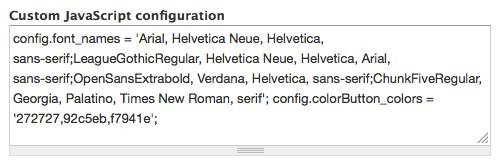 Custom JavaScript configuration
config.font_names = 'Arial, Helvetica Neue, Helvetica,
sans-serif;LeagueGothicRegular, Helvetica Neue, Helvetica, Arial,
sans-serif;OpenSansExtrabold, Verdana, Helvetica, sans-serif;ChunkFiveRegular,
Georgia, Palatino, Times New Roman, serif'; config.colorButton_colors =
'272727,92c5eb,f7941e';